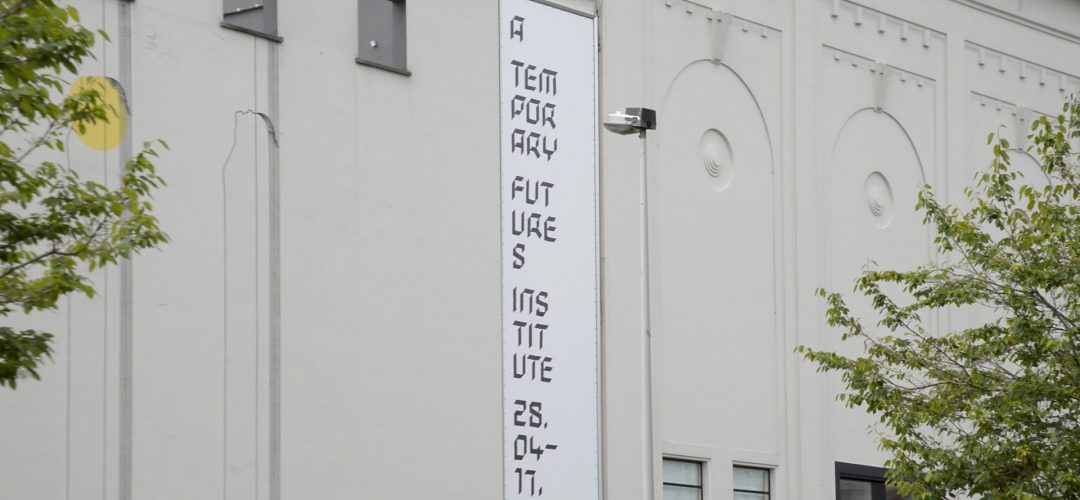 A
TEM
POR
ARY
FUT
URE
S
INS
TIT
UTE
28.
04–
17.